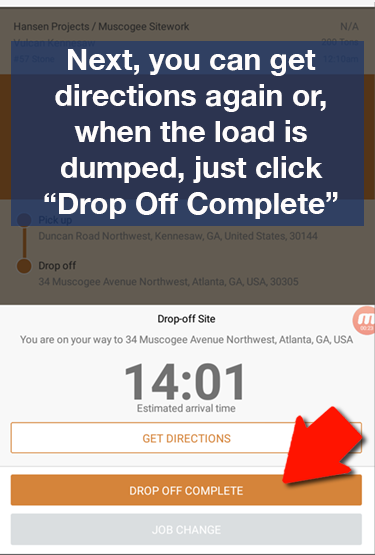 Hansen Projects / Muscogee Sitework
N/A
Next, you can get
directions again or,
when the load is
dumped, just click
“Drop Off Complete”
Pick up
Duncan Road Northwest, Kennesaw, GA, United States, 30144
Drop off
34 Muscogee Avenue Northwest, Atlanta, GA, USA, 30305
Drop-off Site
You are on your way to 34 Muscogee Avenue Northwest, Atlanta, GA, USA
14:01
Estimated arrival time
GET DIRECTIONS
DROP OFF COMPLETE
JOB CHANGE